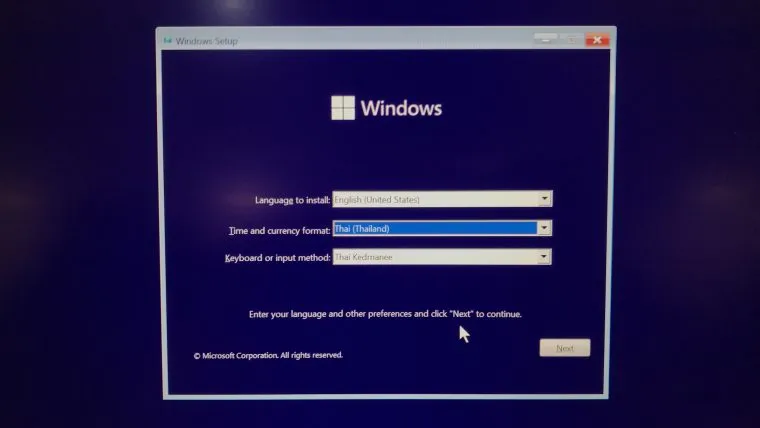 Windows Setup
Windows
Language to install: English (United States)
Time and currency format: Thai (Thailand)
Keyboard or input method: Thai Kedmanee
Enter your language and other preferences and click "Next" to continue.
Next
© Microsoft Corporation. All rights reserved.